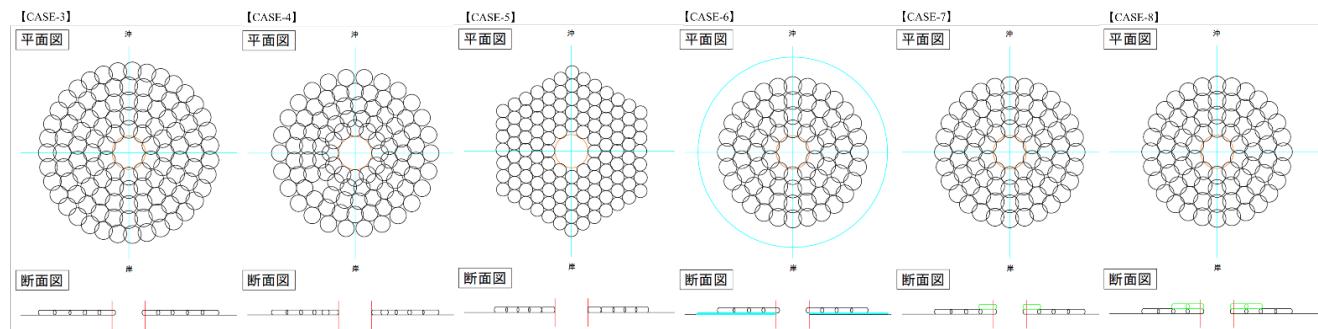 【CASE-3】
平面図
沖
岸
断面図
【CASE-4】
平面図
沖
岸
断面図
【CASE-5】
平面図
沖
岸
断面図
【CASE-6】
平面図
沖
岸
断面図
【CASE-7】
平面図
沖
岸
断面図
【CASE-8】
平面図
沖
岸
断面図